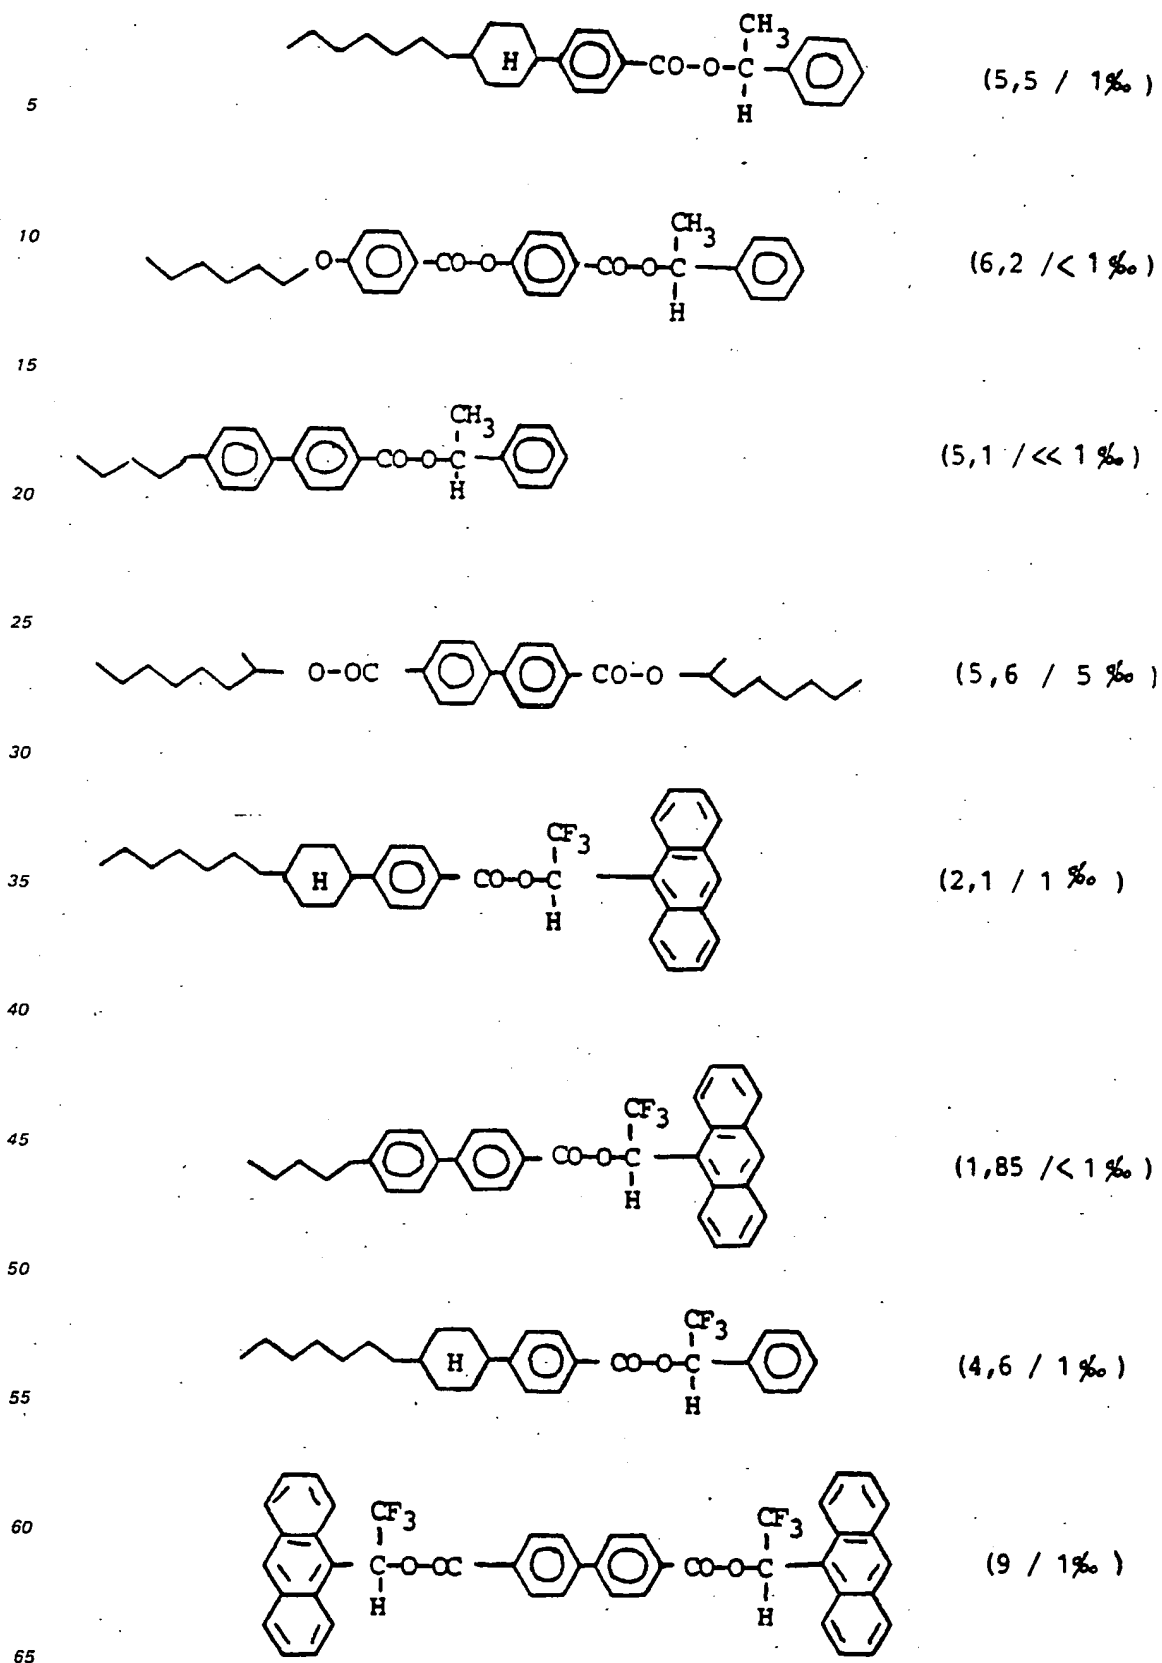 CH3
H CO-O-C (5,5 / 1‰)
5
H
10
CH3
O CO-O CO-O-C (6,2 /< 1‰)
H
15
CH3
CO-O-C (5,1 /<< 1‰)
H
20
25
O-OC CO-O (5,6 / 5‰)
30
CF3
35
H CO-O-C (2,1 / 1‰)
H
40
CF3
45
CO-O-C (1,85 /< 1‰)
H
50
CF3
H CO-O-C (4,6 / 1‰)
H
55
CF3 CF3
60
C-O-OC CO-O-C (9 / 1‰)
H H
65